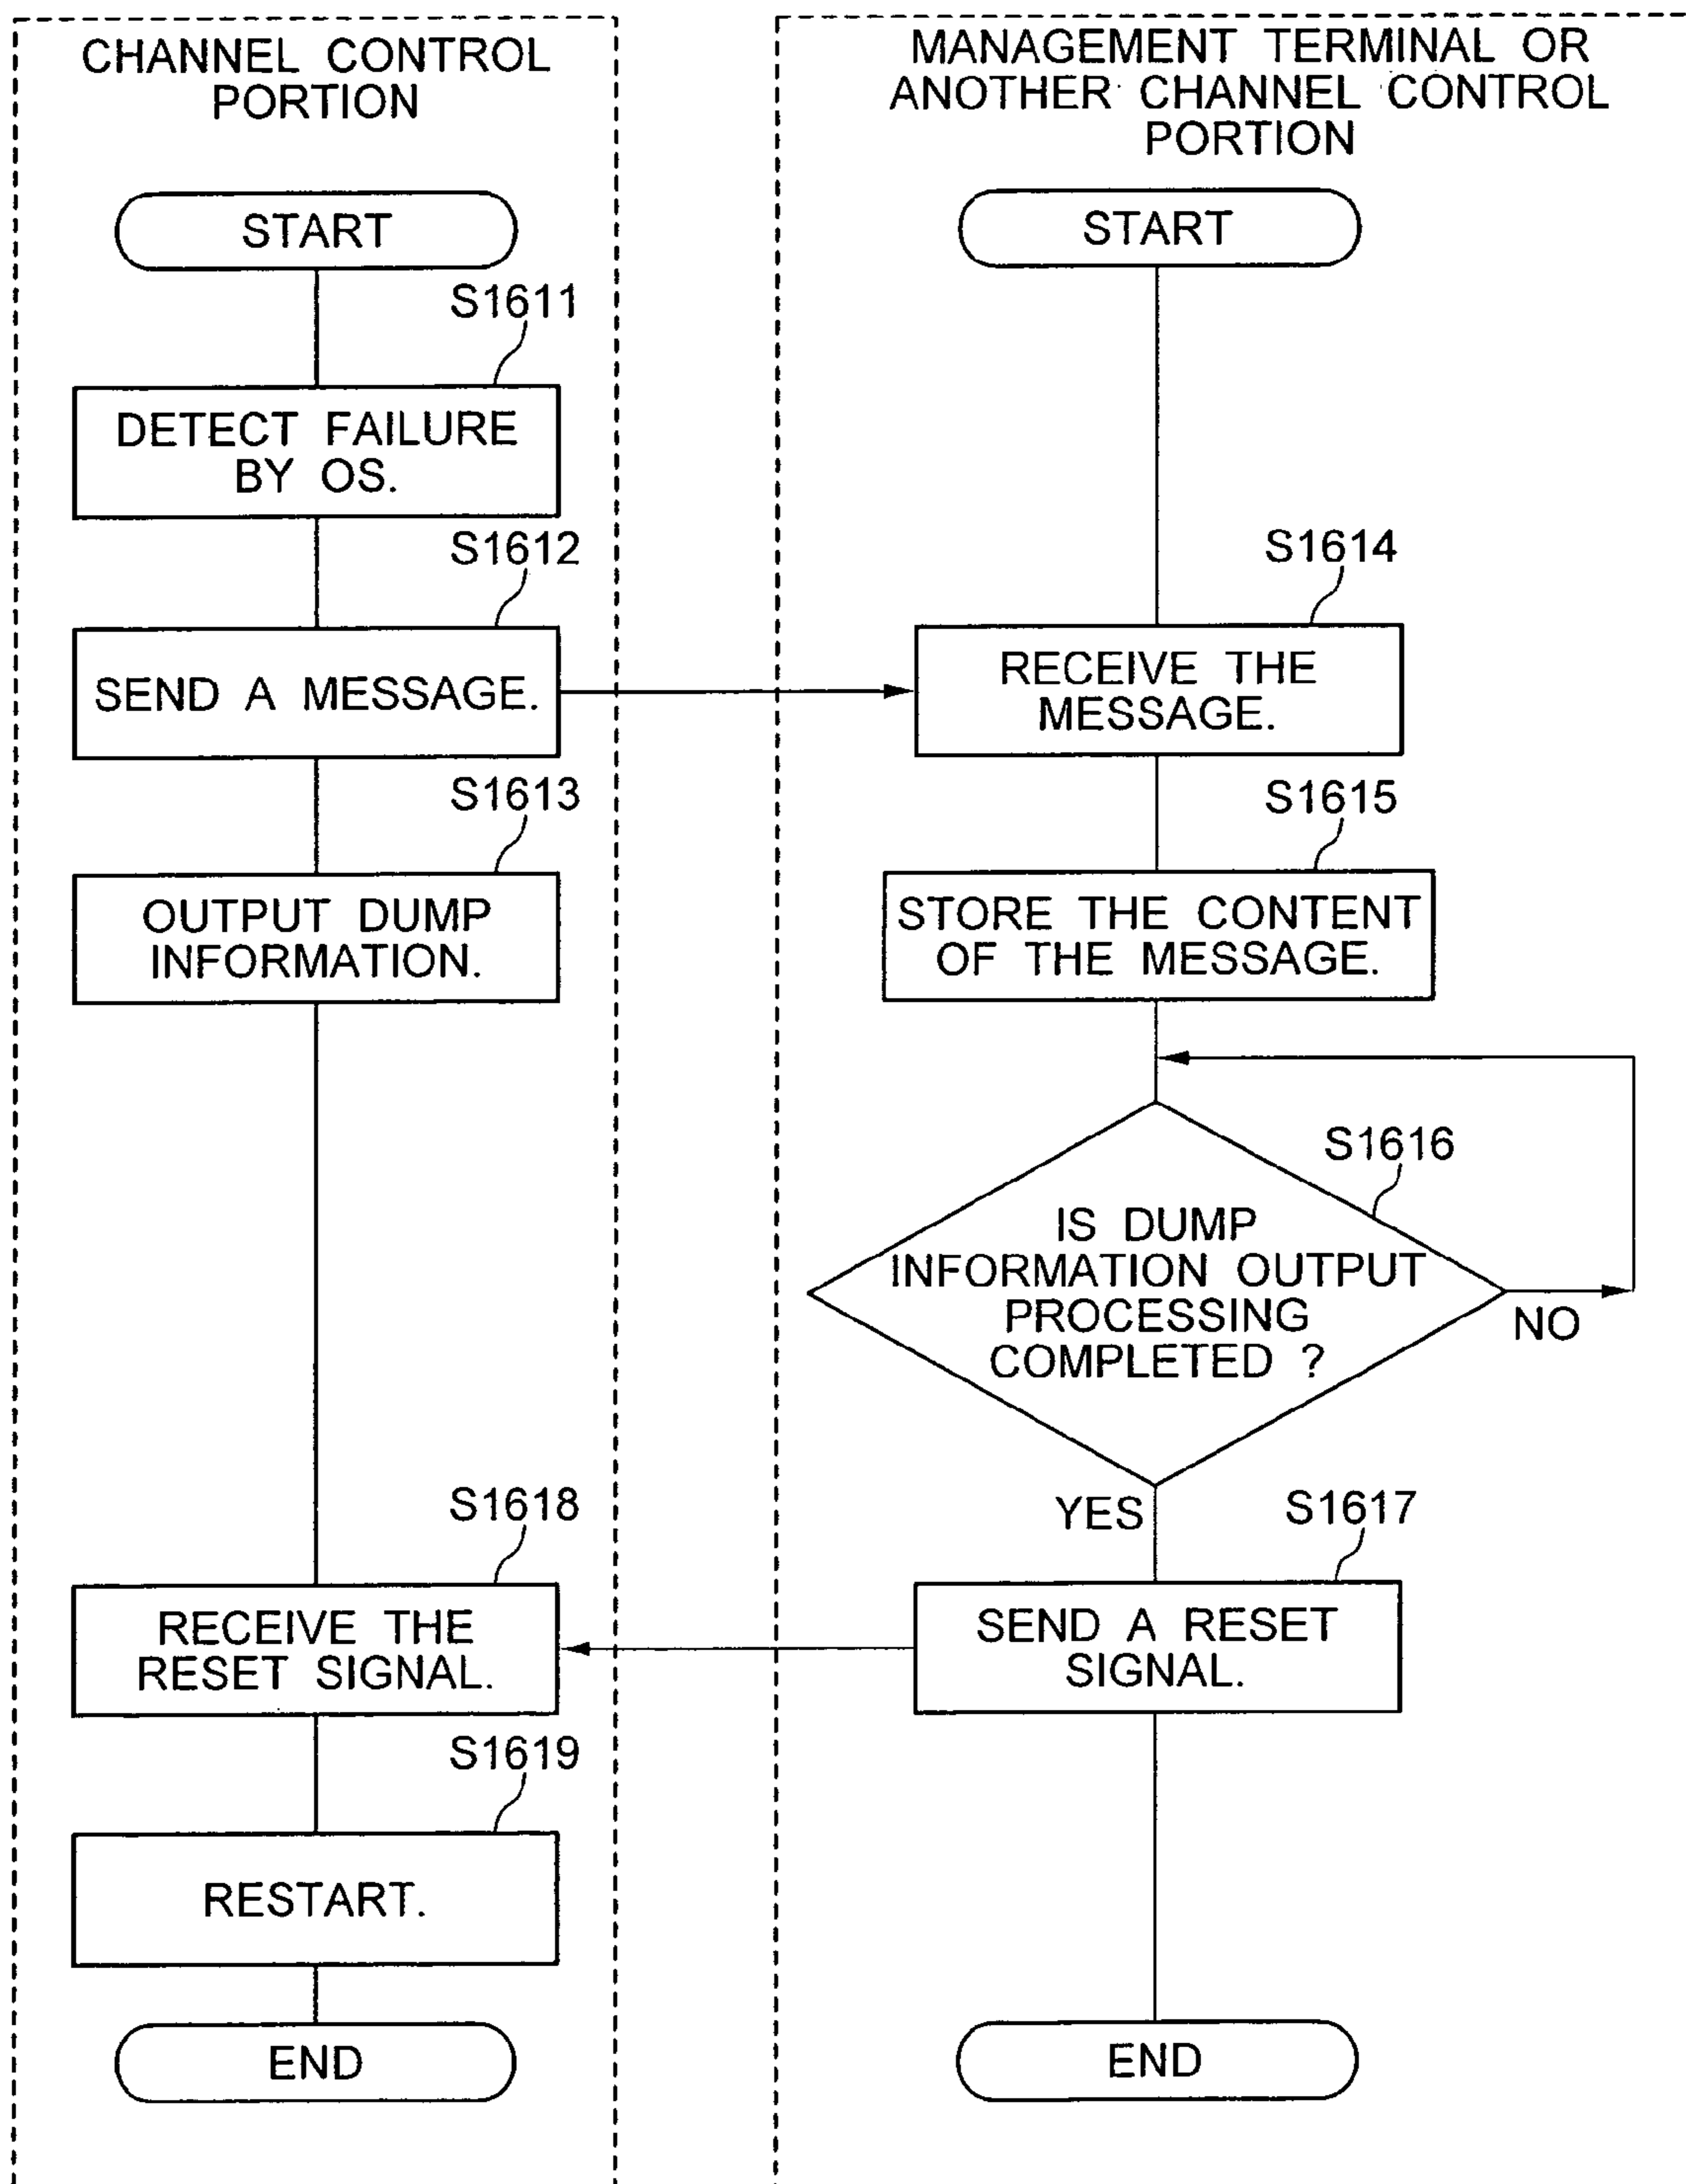 CHANNEL CONTROL
PORTION
START
S1611
DETECT FAILURE
BY OS.
S1612
SEND A MESSAGE.
S1613
OUTPUT DUMP
INFORMATION.
S1618
RECEIVE THE
RESET SIGNAL.
S1619
RESTART.
END
MANAGEMENT TERMINAL OR
ANOTHER CHANNEL CONTROL
PORTION
START
S1614
RECEIVE THE
MESSAGE.
S1615
STORE THE CONTENT
OF THE MESSAGE.
S1616
IS DUMP
INFORMATION OUTPUT
PROCESSING
COMPLETED ?
NO
YES
S1617
SEND A RESET
SIGNAL.
END